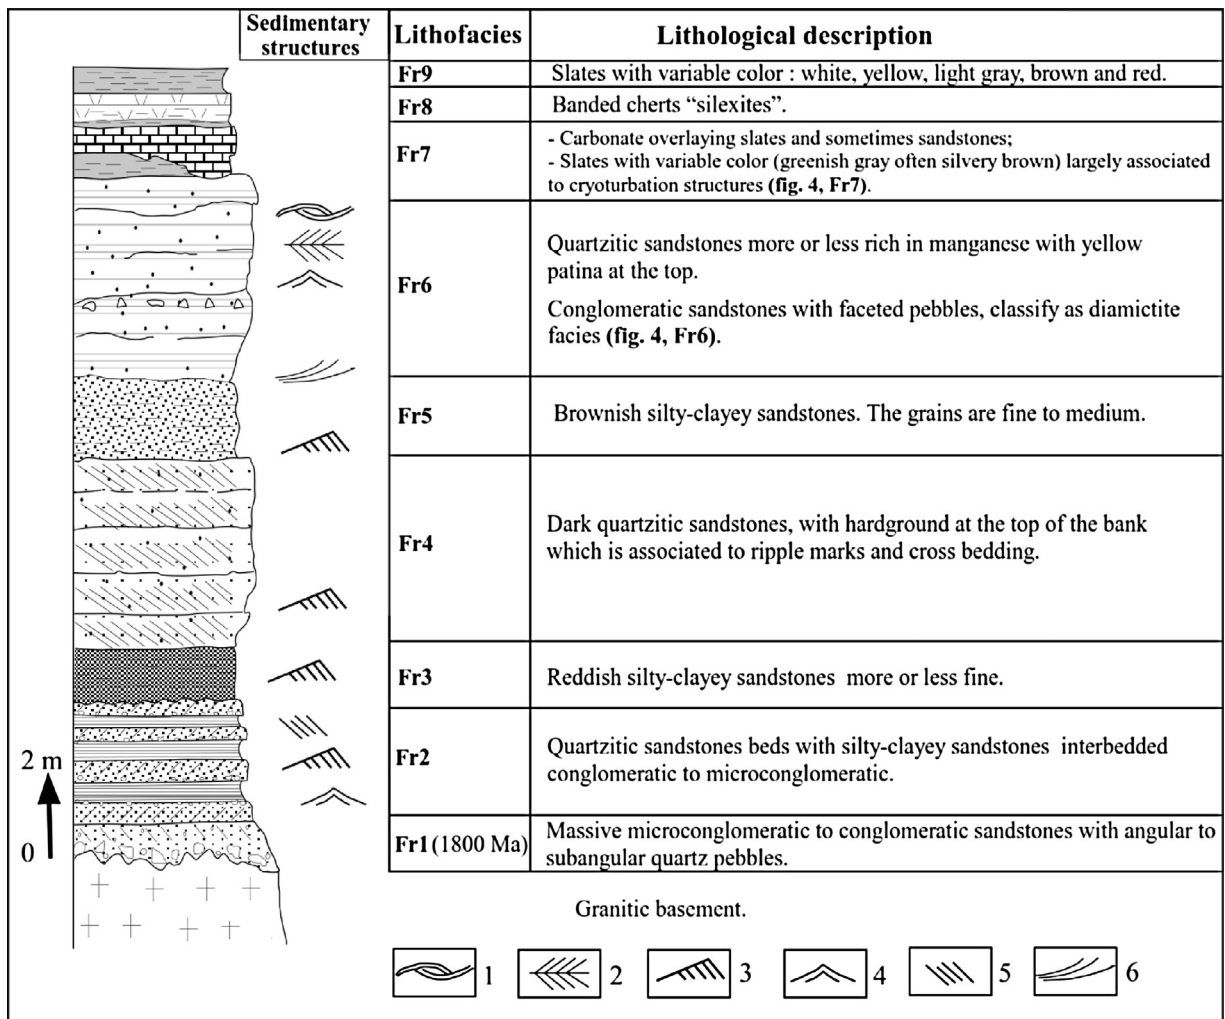 Sedimentary
structures
Lithofacies
Lithological description
Fr9
Slates with variable color : white, yellow, light gray, brown and red.
Fr8
Banded cherts “silexites”.
Fr7
- Carbonate overlaying slates and sometimes sandstones;
- Slates with variable color (greenish gray often silvery brown) largely associated
to cryoturbation structures (fig. 4, Fr7).
Fr6
Quartzitic sandstones more or less rich in manganese with yellow
patina at the top.
Conglomeratic sandstones with faceted pebbles, classify as diamictite
facies (fig. 4, Fr6).
Fr5
Brownish silty-clayey sandstones. The grains are fine to medium.
Fr4
Dark quartzitic sandstones, with hardground at the top of the bank
which is associated to ripple marks and cross bedding.
Fr3
Reddish silty-clayey sandstones more or less fine.
Fr2
Quartzitic sandstones beds with silty-clayey sandstones interbedded
conglomeratic to microconglomeratic.
Fr1 (1800 Ma)
Massive microconglomeratic to conglomeratic sandstones with angular to
subangular quartz pebbles.
2 m
0
Granitic basement.
1 2 3 4 5 6